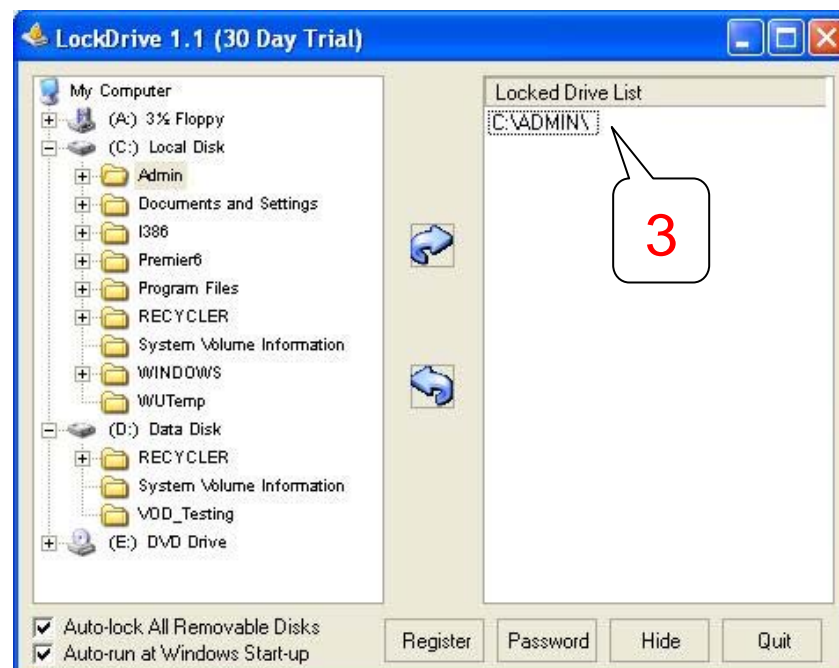 LockDrive 1.1 (30 Day Trial)
My Computer
(A:) 3½ Floppy
(C:) Local Disk
Admin
Documents and Settings
I386
Premier6
Program Files
RECYCLER
System Volume Information
WINDOWS
WUTemp
(D:) Data Disk
RECYCLER
System Volume Information
VOD_Testing
(E:) DVD Drive
Locked Drive List
C:\ADMIN\
3
Auto-lock All Removable Disks
Auto-run at Windows Start-up
Register
Password
Hide
Quit